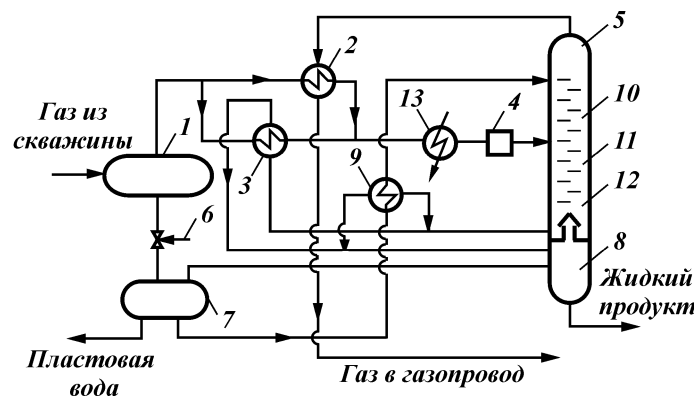 5
2
Газ из
скважины
1
13
4
10
11
3
9
12
6
8
Жидкий
продукт
7
Пластовая
вода
Газ в газопровод